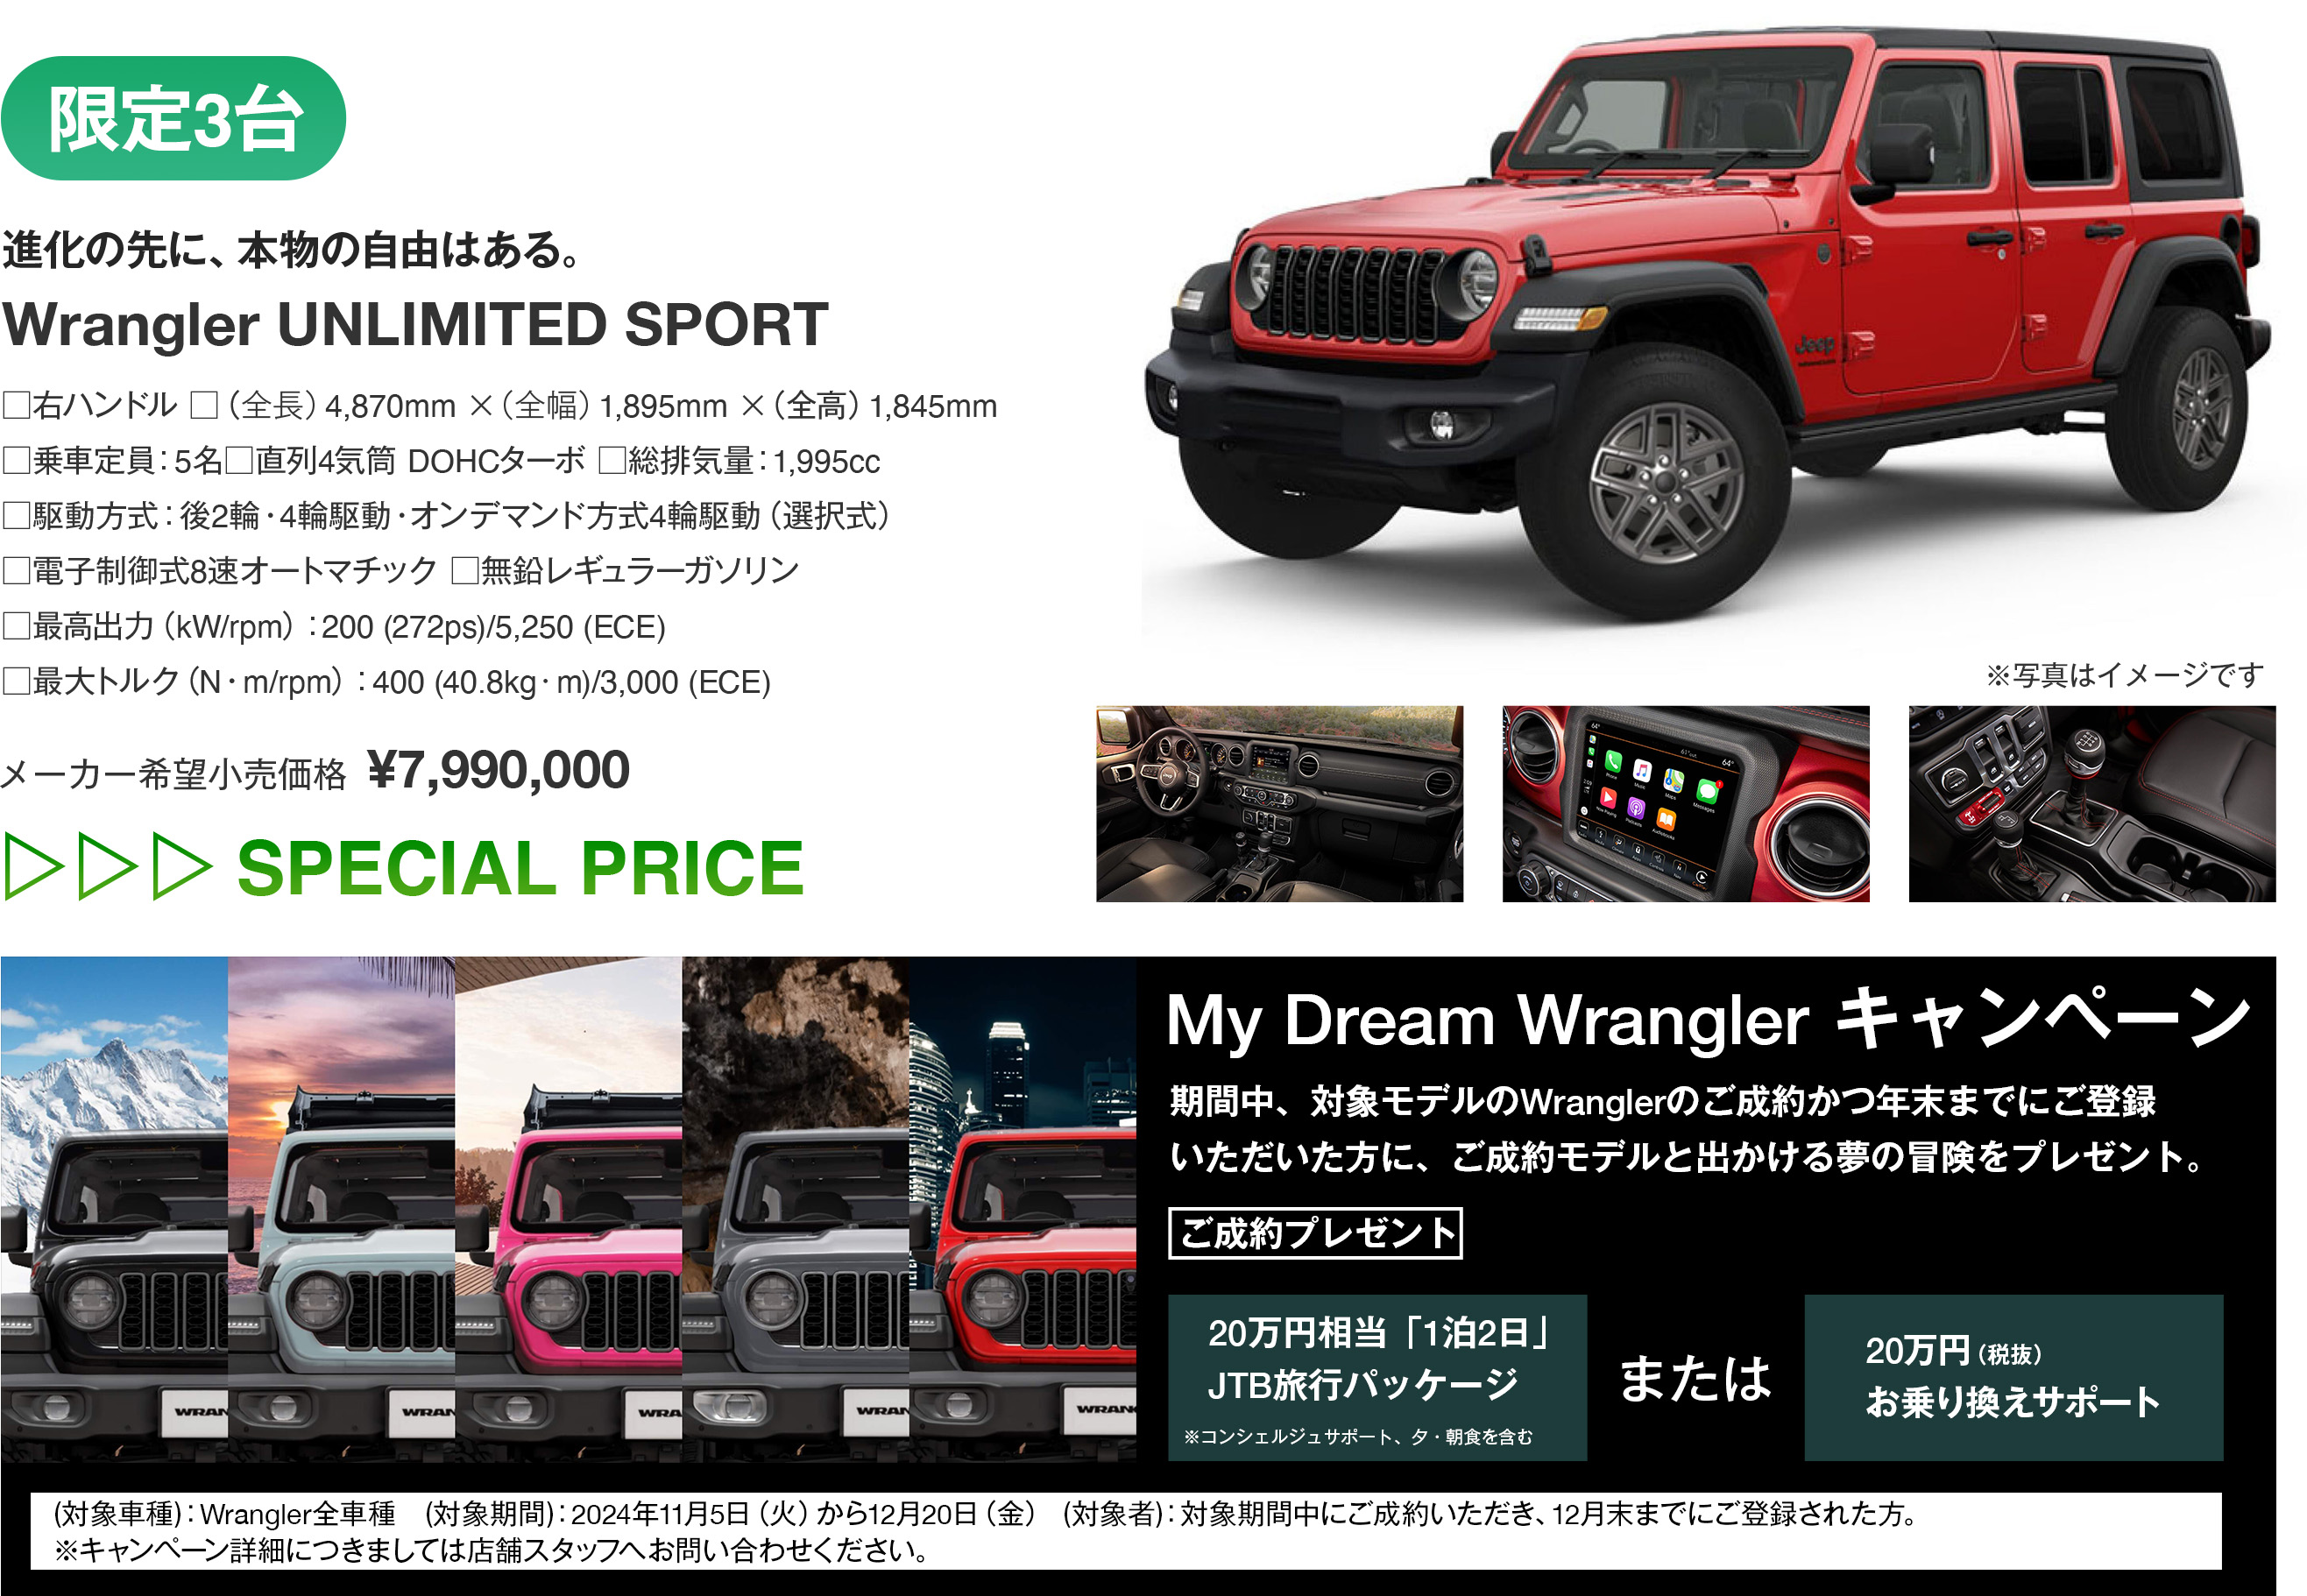 限定3台
進化の先に、本物の自由はある。
Wrangler UNLIMITED SPORT
□右ハンドル □（全長）4,870mm ×（全幅）1,895mm ×（全高）1,845mm
□乗車定員：5名□直列4気筒 DOHCターボ □総排気量：1,995cc
□駆動方式：後2輪・4輪駆動・オンデマンド方式4輪駆動（選択式）
□電子制御式8速オートマチック □無鉛レギュラーガソリン
□最高出力（kW/rpm）：200 (272ps)/5,250 (ECE)
□最大トルク（N・m/rpm）：400 (40.8kg・m)/3,000 (ECE)
メーカー希望小売価格 ¥7,990,000
▷▷▷ SPECIAL PRICE
Jeep
※写真はイメージです
64°
61°out
64°
Phone
Music
Maps
Messages
Now Playing
Podcasts
Audiobooks
My Dream Wrangler キャンペーン
期間中、対象モデルのWranglerのご成約かつ年末までにご登録
いただいた方に、ご成約モデルと出かける夢の冒険をプレゼント。
ご成約プレゼント
20万円相当「1泊2日」
JTB旅行パッケージ
※コンシェルジュサポート、夕・朝食を含む
または
20万円（税抜）
お乗り換えサポート
WRAN
WRAN
WRA
WRAN
WRANG
(対象車種)：Wrangler全車種　(対象期間)：2024年11月5日（火）から12月20日（金）　(対象者)：対象期間中にご成約いただき、12月末までにご登録された方。
※キャンペーン詳細につきましては店舗スタッフへお問い合わせください。